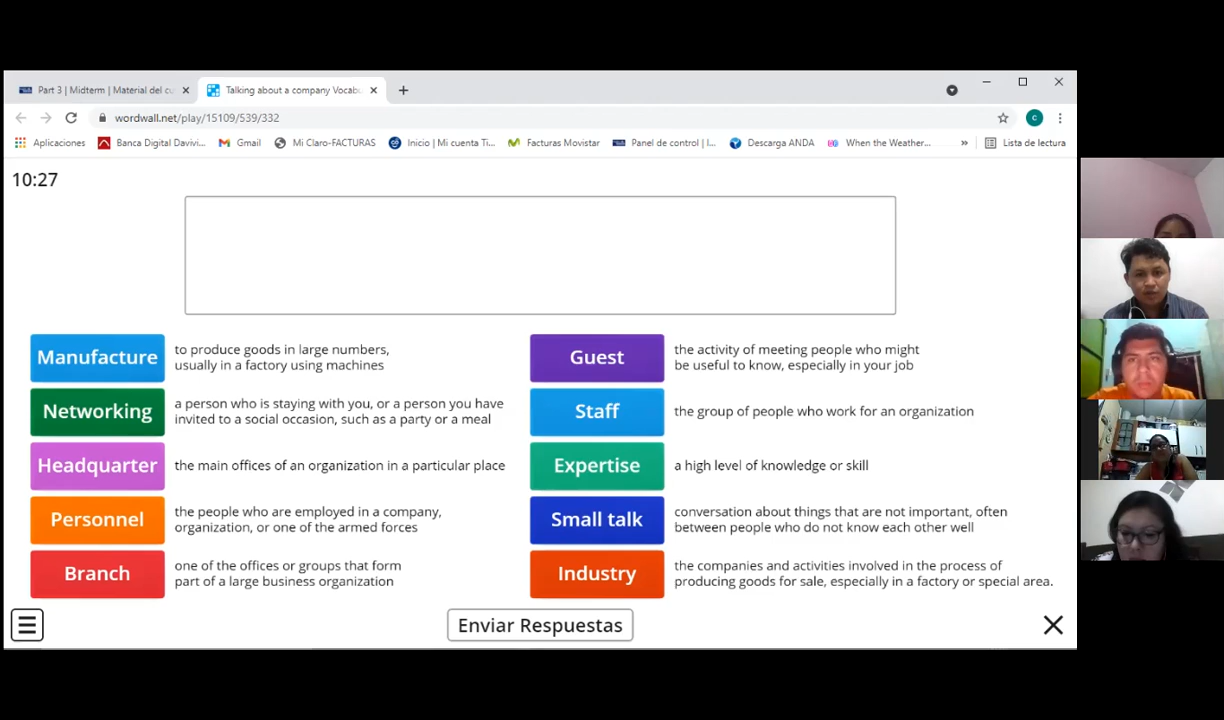 Part 3 | Midterm | Material del cu
Talking about a company Vocabu
wordwall.net/play/15109/539/332
c
Aplicaciones
Banca Digital Davivi...
Gmail
Mi Claro-FACTURAS
Inicio | Mi cuenta Ti...
Facturas Movistar
Panel de control | I...
Descarga ANDA
When the Weather...
»
Lista de lectura
10:27
Manufacture
to produce goods in large numbers,
usually in a factory using machines
Networking
a person who is staying with you, or a person you have
invited to a social occasion, such as a party or a meal
Headquarter
the main offices of an organization in a particular place
Personnel
the people who are employed in a company,
organization, or one of the armed forces
Branch
one of the offices or groups that form
part of a large business organization
Guest
the activity of meeting people who might
be useful to know, especially in your job
Staff
the group of people who work for an organization
Expertise
a high level of knowledge or skill
Small talk
conversation about things that are not important, often
between people who do not know each other well
Industry
the companies and activities involved in the process of
producing goods for sale, especially in a factory or special area.
Enviar Respuestas